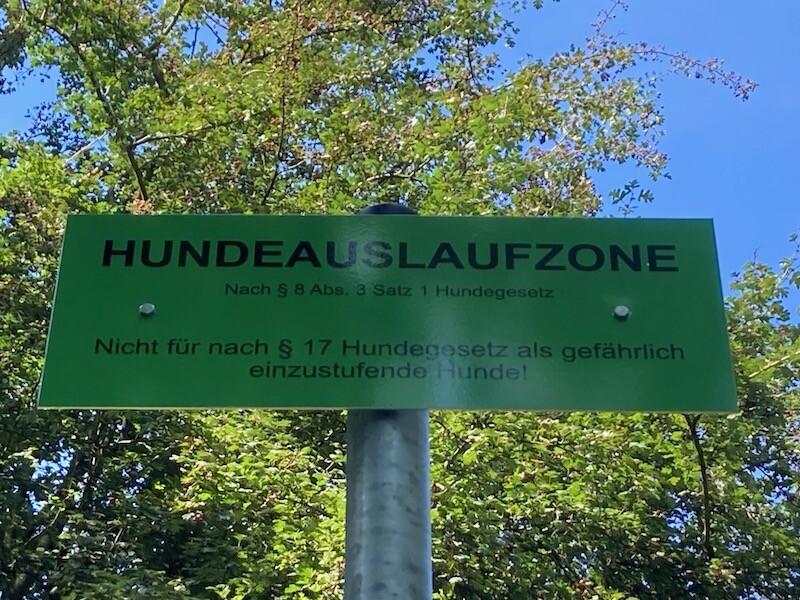 HUNDEAUSLAUFZONE
Nach § 8 Abs. 3 Satz 1 Hundegesetz
Nicht für nach § 17 Hundegesetz als gefährlich
einzustufende Hunde!